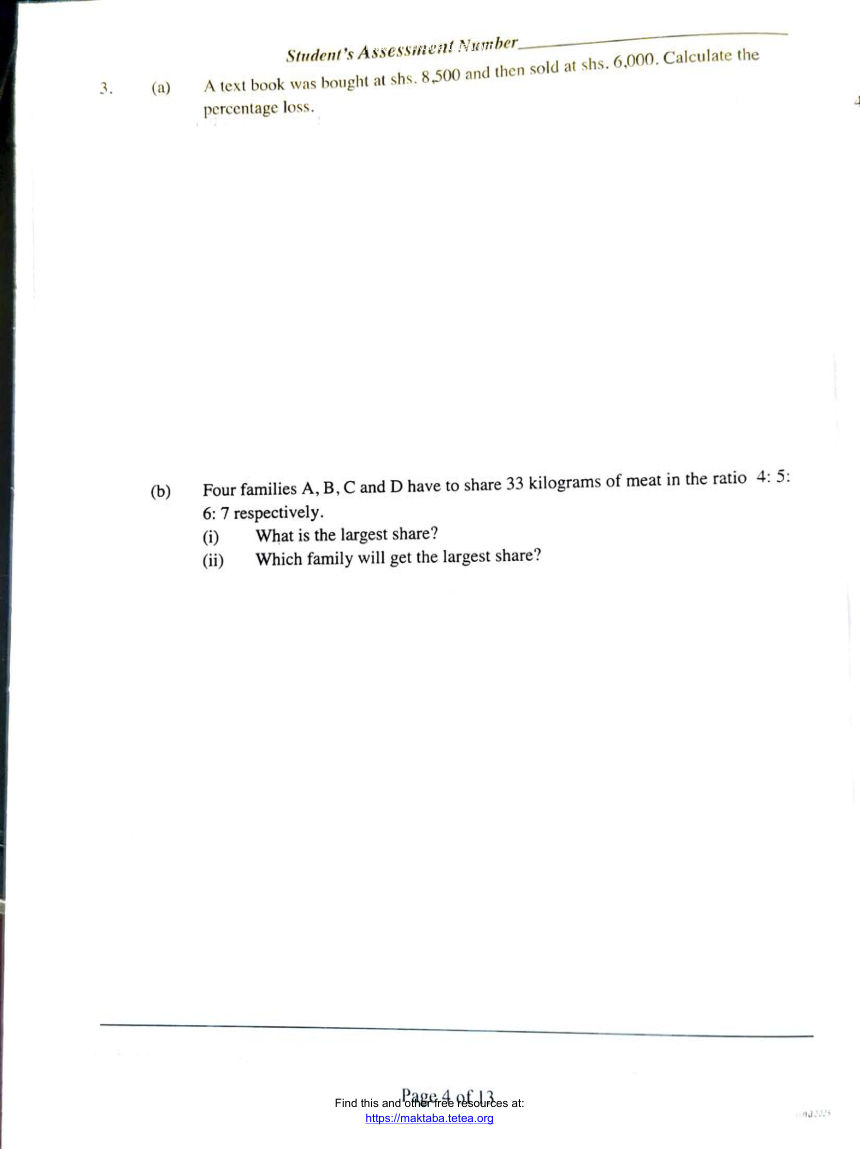 Student's Assessment Number
3. (a) A text book was bought at shs. 8,500 and then sold at shs. 6,000. Calculate the
percentage loss.
(b) Four families A, B, C and D have to share 33 kilograms of meat in the ratio 4: 5:
6: 7 respectively.
(i) What is the largest share?
(ii) Which family will get the largest share?
Page 4 of 13
Find this and other free resources at:
https://maktaba.tetea.org